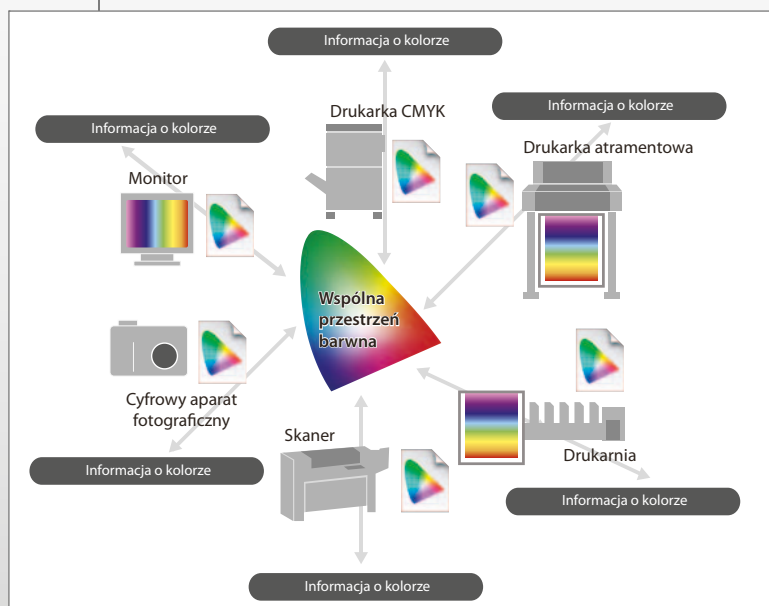 Informacja o kolorze
Drukarka CMYK
Informacja o kolorze
Drukarka atramentowa
Informacja o kolorze
Monitor
Wspólna
przestrzeń
barwna
Cyfrowy aparat
fotograficzny
Informacja o kolorze
Skaner
Drukarnia
Informacja o kolorze
Informacja o kolorze